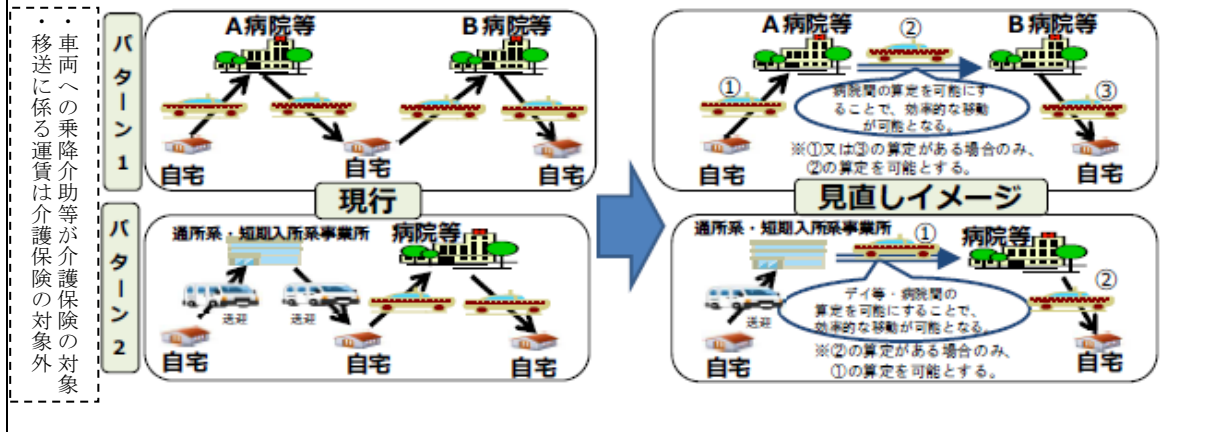 ・車両への乗降介助等が介護保険の対象
・移送に係る運賃は介護保険の対象外
パターン1
A病院等
B病院等
自宅
自宅
自宅
現行
パターン2
通所系・短期入所系事業所
病院等
送迎
送迎
自宅
自宅
自宅
A病院等
②
B病院等
①
③
病院間の算定を可能にす
ることで、効率的な移動
が可能となる。
※①又は③の算定がある場合のみ、
②の算定を可能とする。
自宅
自宅
見直しイメージ
通所系・短期入所系事業所
①
病院等
②
デイ等・病院間の
算定を可能にすることで、
効率的な移動が可能となる。
送迎
※②の算定がある場合のみ、
①の算定を可能とする。
自宅
自宅